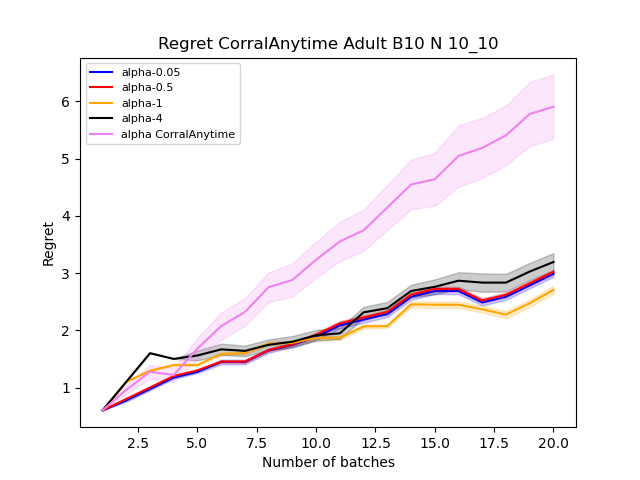 Regret CorralAnytime Adult B10 N 10_10
alpha-0.05
alpha-0.5
alpha-1
alpha-4
alpha CorralAnytime
6
5
4
3
2
1
Regret
2.5 5.0 7.5 10.0 12.5 15.0 17.5 20.0
Number of batches